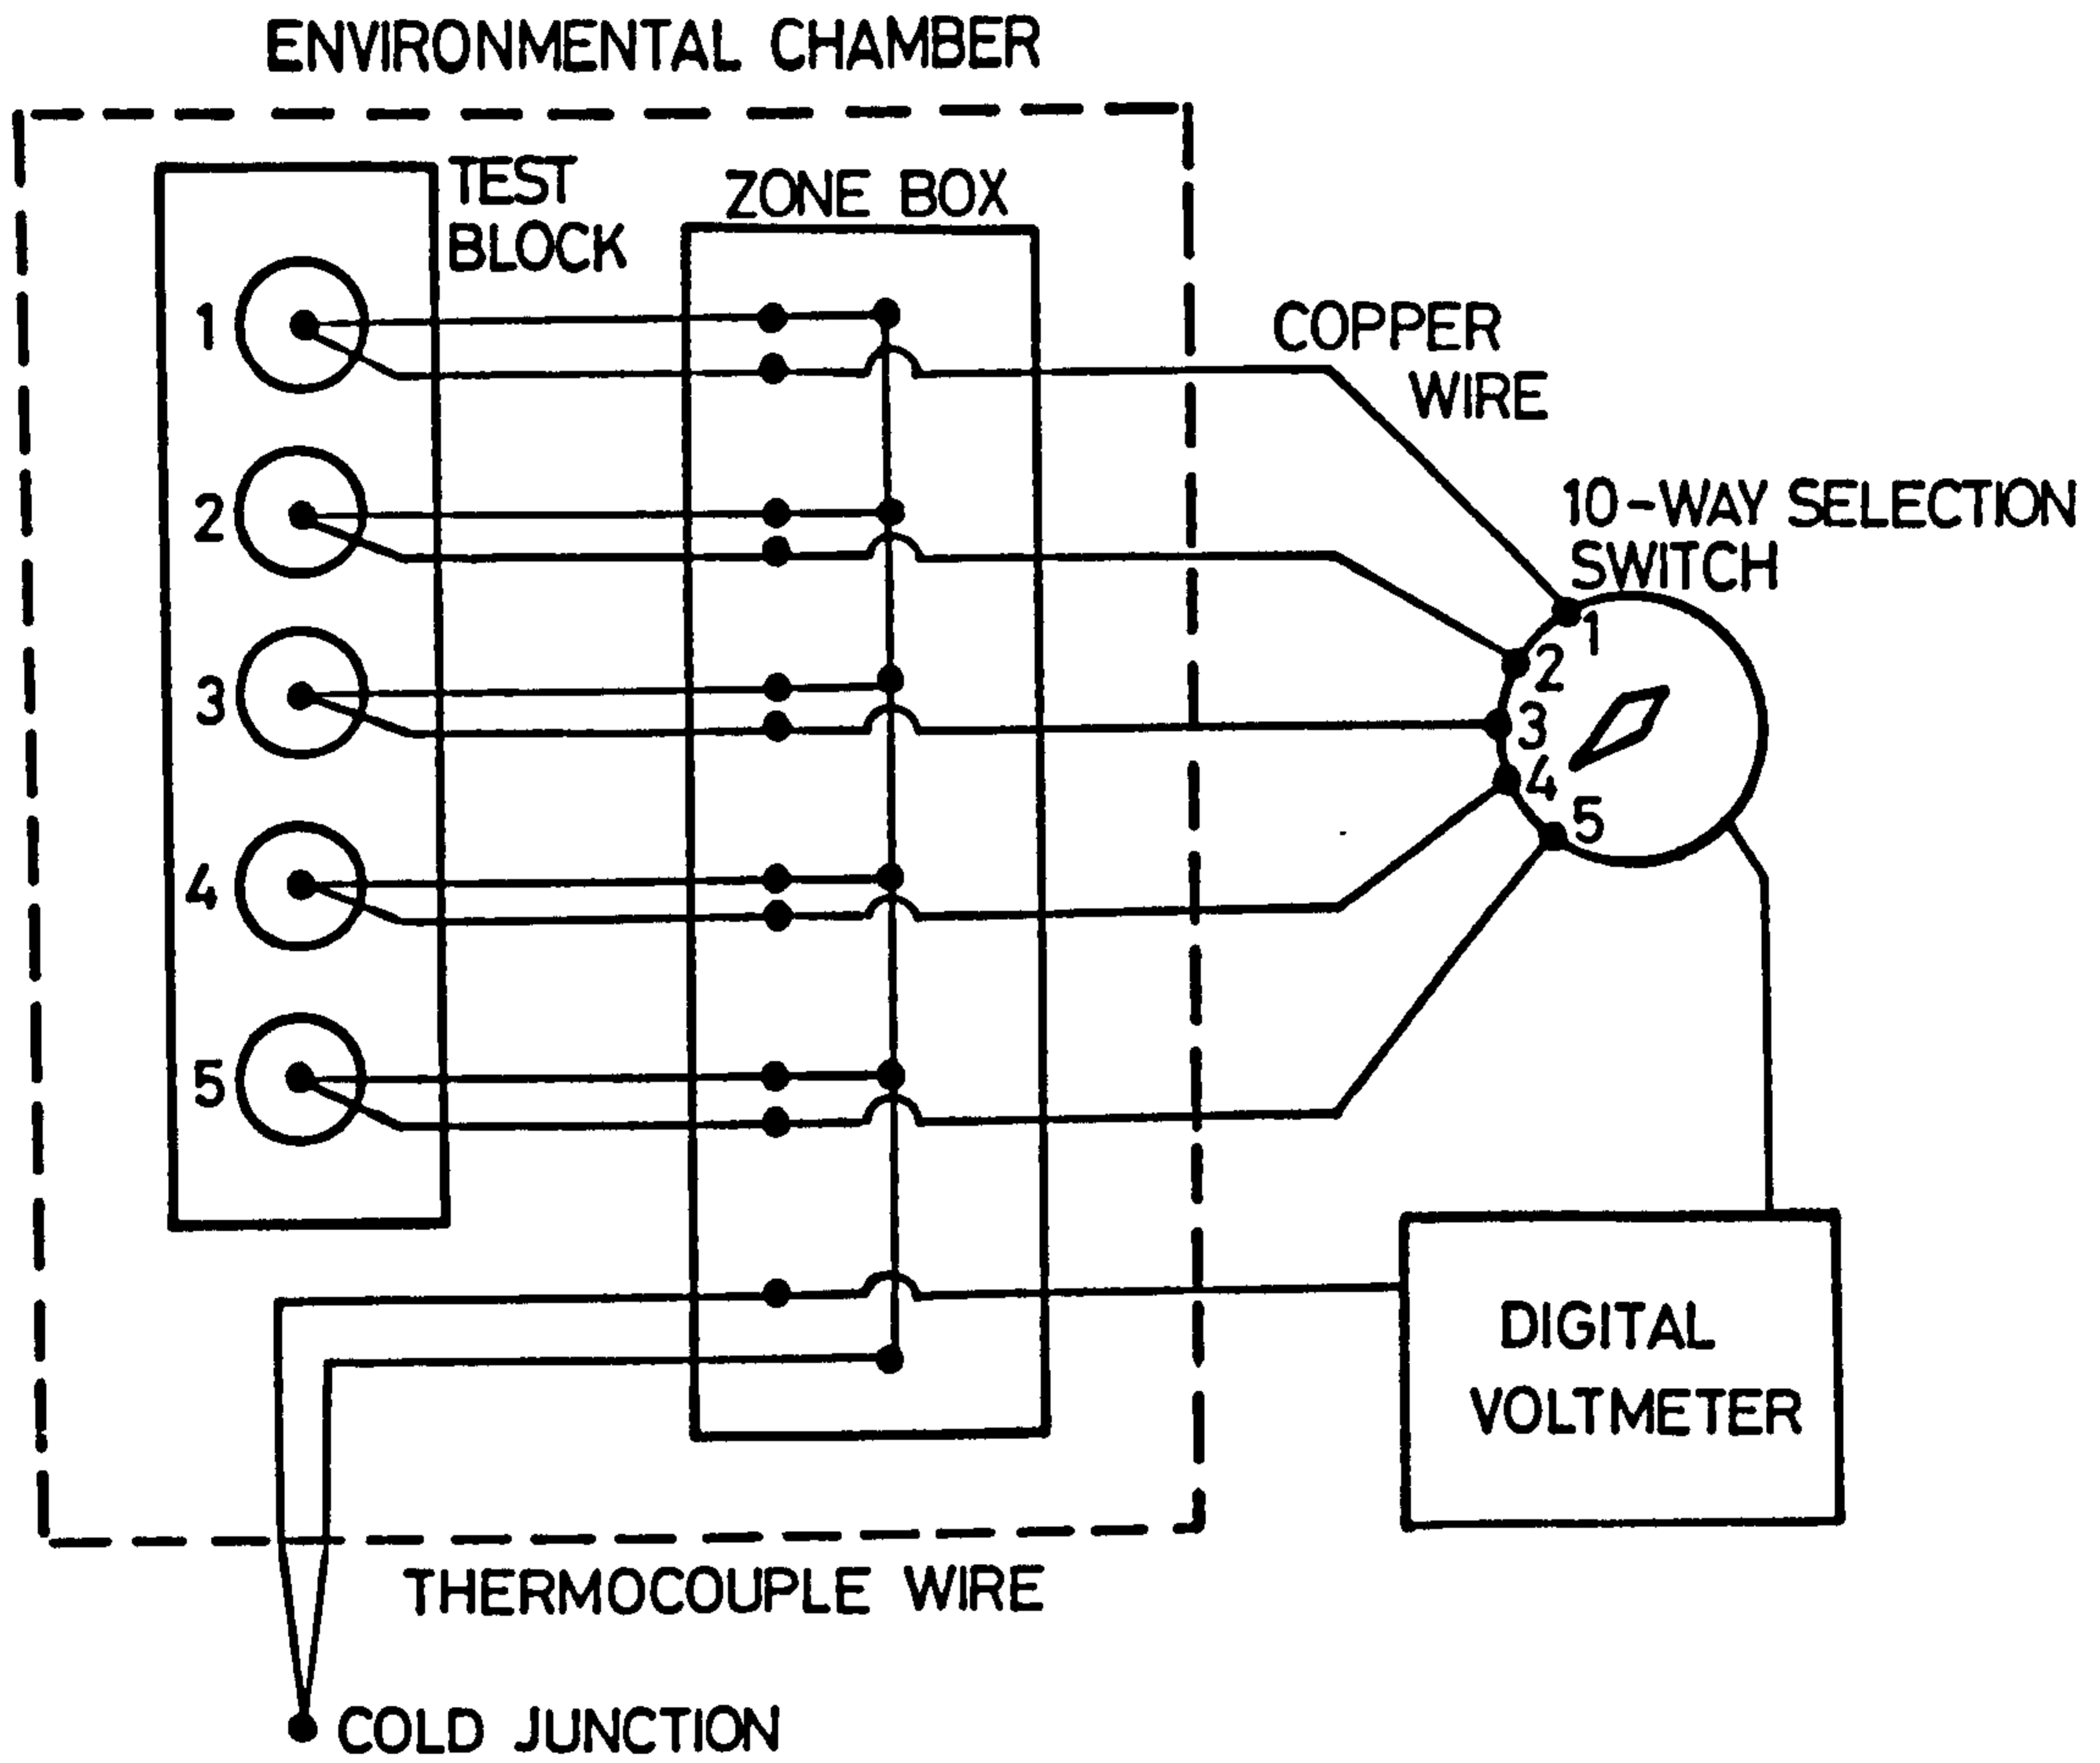 ENVIRONMENTAL CHAMBER
TEST
BLOCK
ZONE BOX
1
2
3
4
5
COPPER
WIRE
10-WAY SELECTION
SWITCH
1
2
3
4
5
DIGITAL
VOLTMETER
THERMOCOUPLE WIRE
COLD JUNCTION